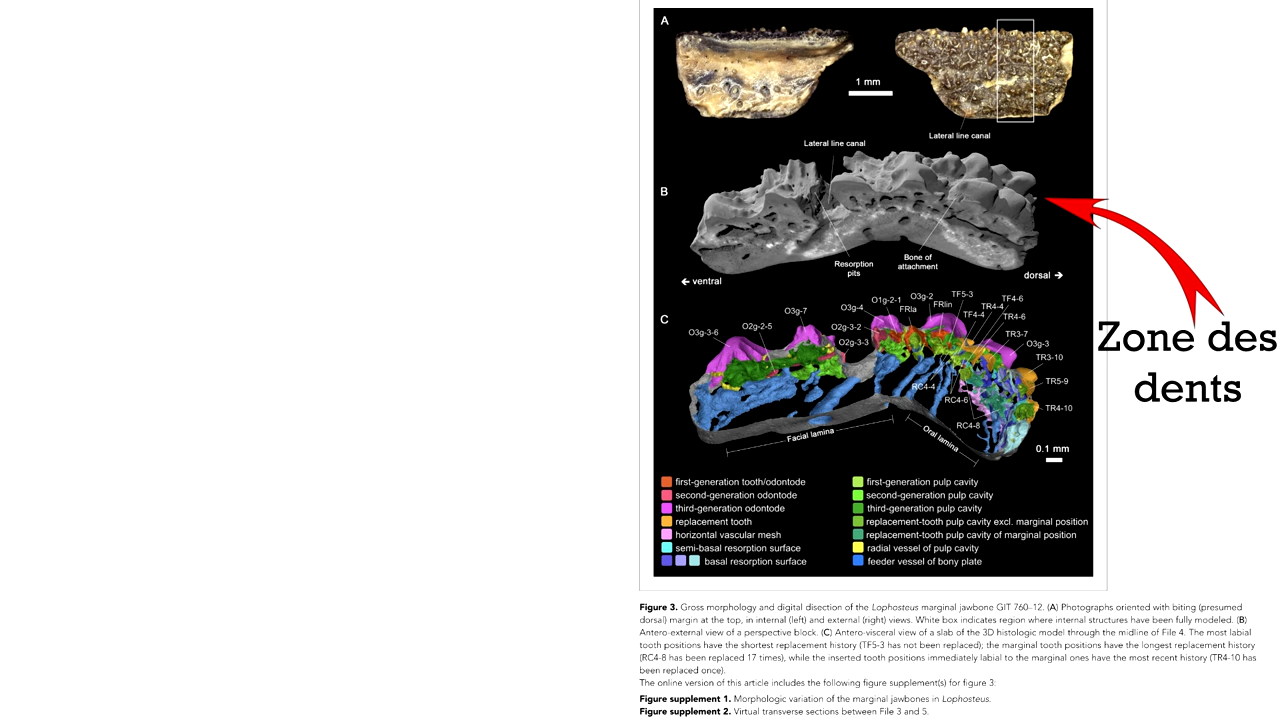 A
1 mm
Lateral line canal
Lateral line canal
B
Resorption
pits
Bone of
attachment
← ventral
dorsal →
C
O3g-3-6
O2g-2-5
O3g-7
O2g-3-2
O2g-3-3
O3g-4
O1g-2-1
FRla
O3g-2
FRlin
TF5-3
TF4-4
TR4-4
TF4-6
TR4-6
TR3-7
O3g-3
TR3-10
TR5-9
TR4-10
RC4-4
RC4-6
RC4-8
Facial lamina
Oral lamina
0.1 mm
Zone des
dents
first-generation tooth/odontode
second-generation odontode
third-generation odontode
replacement tooth
horizontal vascular mesh
semi-basal resorption surface
basal resorption surface
first-generation pulp cavity
second-generation pulp cavity
third-generation pulp cavity
replacement-tooth pulp cavity excl. marginal position
replacement-tooth pulp cavity of marginal position
radial vessel of pulp cavity
feeder vessel of bony plate
Figure 3. Gross morphology and digital disection of the Lophosteus marginal jawbone GIT 760–12. (A) Photographs oriented with biting (presumed
dorsal) margin at the top, in internal (left) and external (right) views. White box indicates region where internal structures have been fully modeled. (B)
Antero-external view of a perspective block. (C) Antero-visceral view of a slab of the 3D histologic model through the midline of File 4. The most labial
tooth positions have the shortest replacement history (TF5-3 has not been replaced); the marginal tooth positions have the longest replacement history
(RC4-8 has been replaced 17 times), while the inserted tooth positions immediately labial to the marginal ones have the most recent history (TR4-10 has
been replaced once).
The online version of this article includes the following figure supplement(s) for figure 3:
Figure supplement 1. Morphologic variation of the marginal jawbones in Lophosteus.
Figure supplement 2. Virtual transverse sections between File 3 and 5.